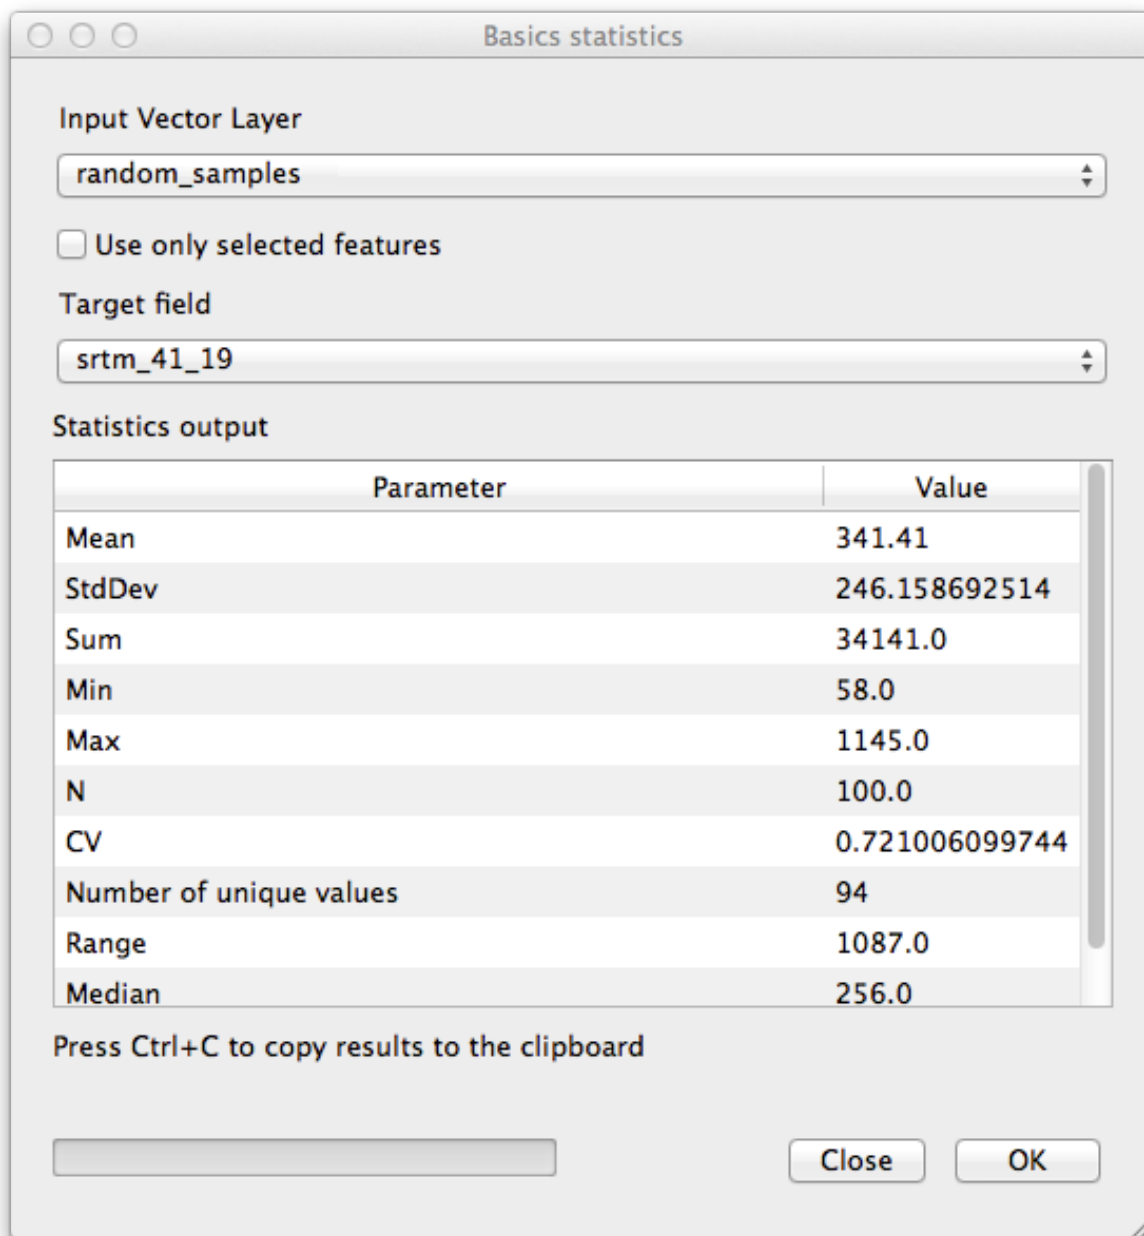 Basics statistics
Input Vector Layer
random_samples
Use only selected features
Target field
srtm_41_19
Statistics output
Parameter Value
Mean 341.41
StdDev 246.158692514
Sum 34141.0
Min 58.0
Max 1145.0
N 100.0
CV 0.721006099744
Number of unique values 94
Range 1087.0
Median 256.0
Press Ctrl+C to copy results to the clipboard
Close OK